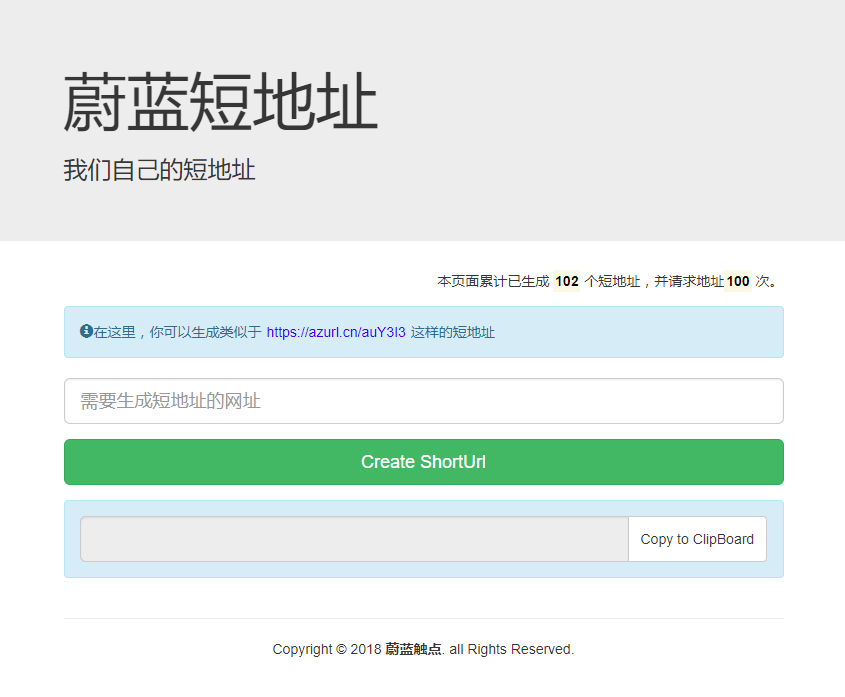 蔚蓝短地址
我们自己的短地址
本页面累计已生成 102 个短地址，并请求地址100 次。
在这里，你可以生成类似于 https://azurl.cn/auY3I3 这样的短地址
需要生成短地址的网址
Create ShortUrl
Copy to ClipBoard
Copyright © 2018 蔚蓝触点. all Rights Reserved.